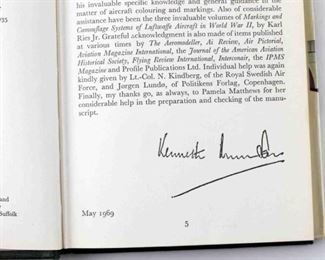 his invaluable specific knowledge and general guidance in the
matter of aircraft colouring and markings. Also of considerable
assistance have been the three invaluable volumes of Markings and
Camouflage Systems of Luftwaffe Aircraft in World War II, by Karl
Ries Jr. Grateful acknowledgment is also made of items published
at various times by The Aeromodeller, Ai Review, Air Pictorial,
Aviation Magazine International, the Journal of the American Aviation
Historical Society, Flying Review International, Interconair, the IPMS
Magazine and Profile Publications Ltd. Individual help was again
kindly given by Lt.-Col. N. Kindberg, of the Royal Swedish Air
Force, and Jørgen Lunde, of Politikens Forlag, Copenhagen.
Finally, my thanks go, as always, to Pamela Matthews for her
considerable help in the preparation and checking of the manu-
script.
Kenneth
May 1969
5
35
and
Suffolk